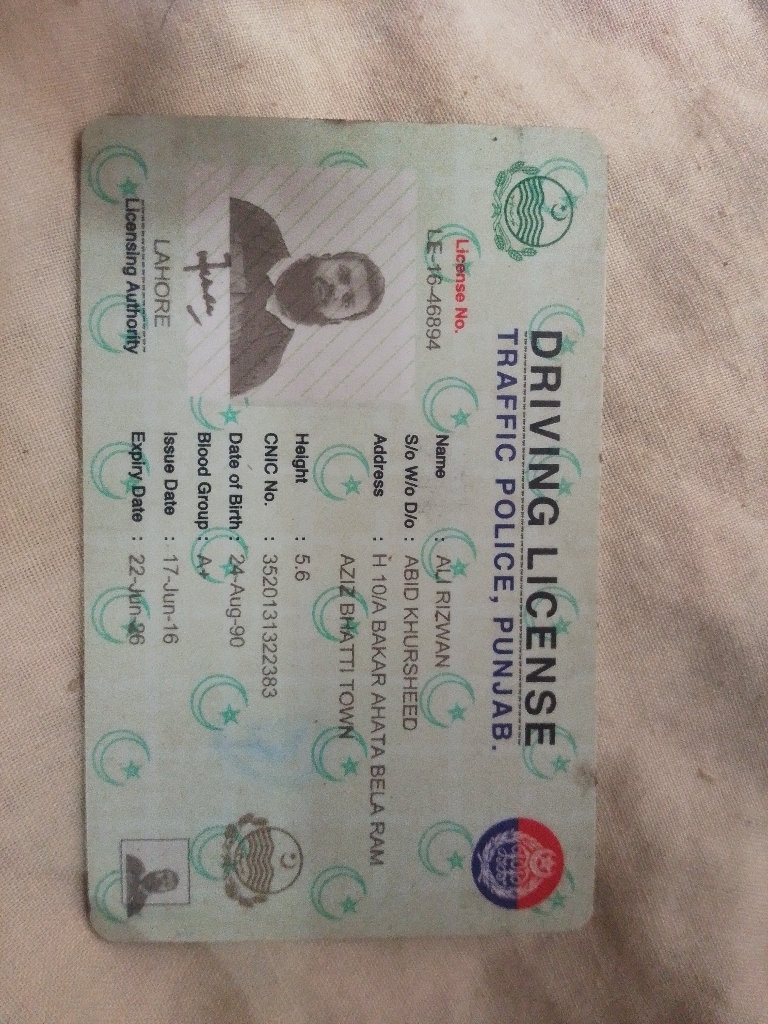 DRIVING LICENSE
TRAFFIC POLICE, PUNJAB.
License No.
LE-16-46894
Name : ALI RIZWAN
S/o W/o D/o : ABID KHURSHEED
Address : H 10/A BAKAR AHATA BELA RAM
AZIZ BHATTI TOWN
Height : 5.6
CNIC No. : 3520131322383
Date of Birth : 24-Aug-90
Blood Group : A+
Issue Date : 17-Jun-16
Expiry Date : 22-Jun-26
LAHORE
Licensing Authority